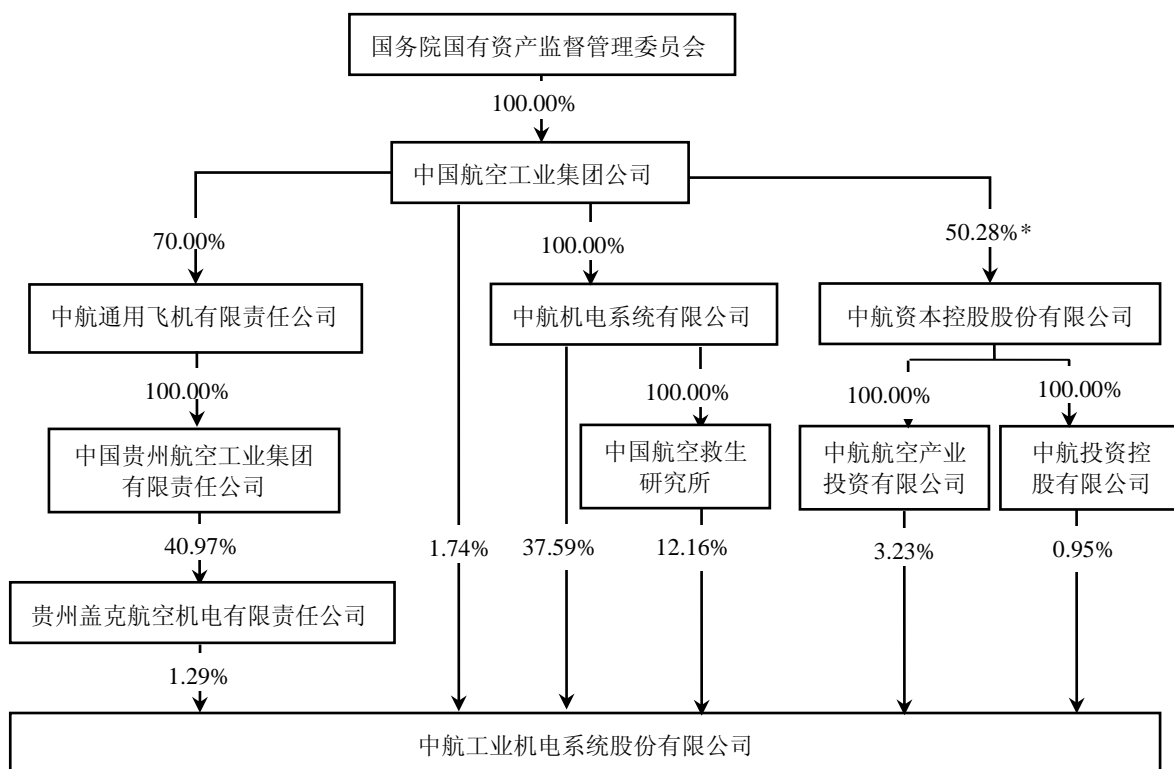 国务院国有资产监督管理委员会
100.00%
中国航空工业集团公司
70.00%
100.00%
50.28%*
中航通用飞机有限责任公司
中航机电系统有限公司
中航资本控股股份有限公司
100.00%
100.00%
100.00%
100.00%
中国贵州航空工业集团
有限责任公司
中国航空救生
研究所
中航航空产业
投资有限公司
中航投资控
股有限公司
40.97%
1.74%
37.59%
12.16%
3.23%
0.95%
贵州盖克航空机电有限责任公司
1.29%
中航工业机电系统股份有限公司